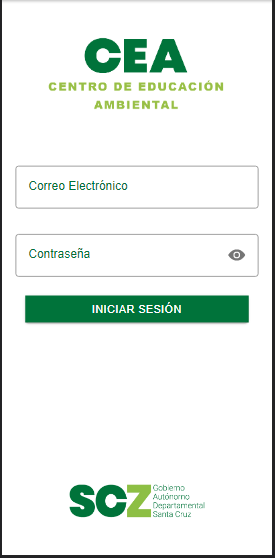 CEA
CENTRO DE EDUCACIÓN
AMBIENTAL
Correo Electrónico
Contraseña
INICIAR SESIÓN
SCZ
Gobierno
Autónomo
Departamental
Santa Cruz